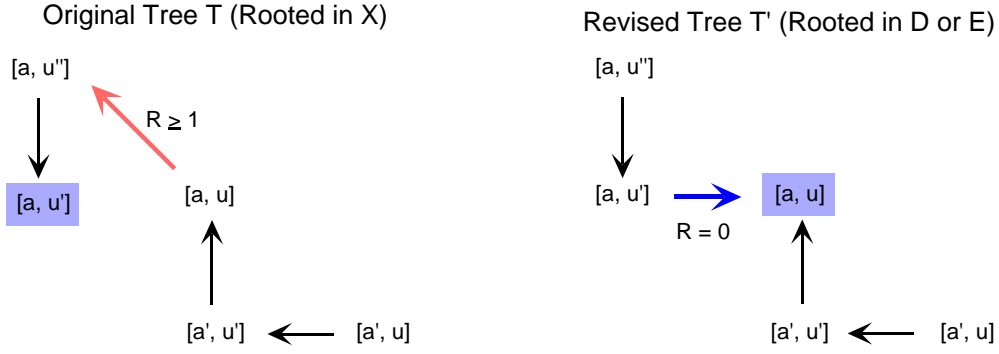 Original Tree T (Rooted in X)
[a, u'']
R ≥ 1
[a, u']
[a, u]
[a', u']
[a', u]
Revised Tree T' (Rooted in D or E)
[a, u'']
[a, u']
[a, u]
R = 0
[a', u']
[a', u]